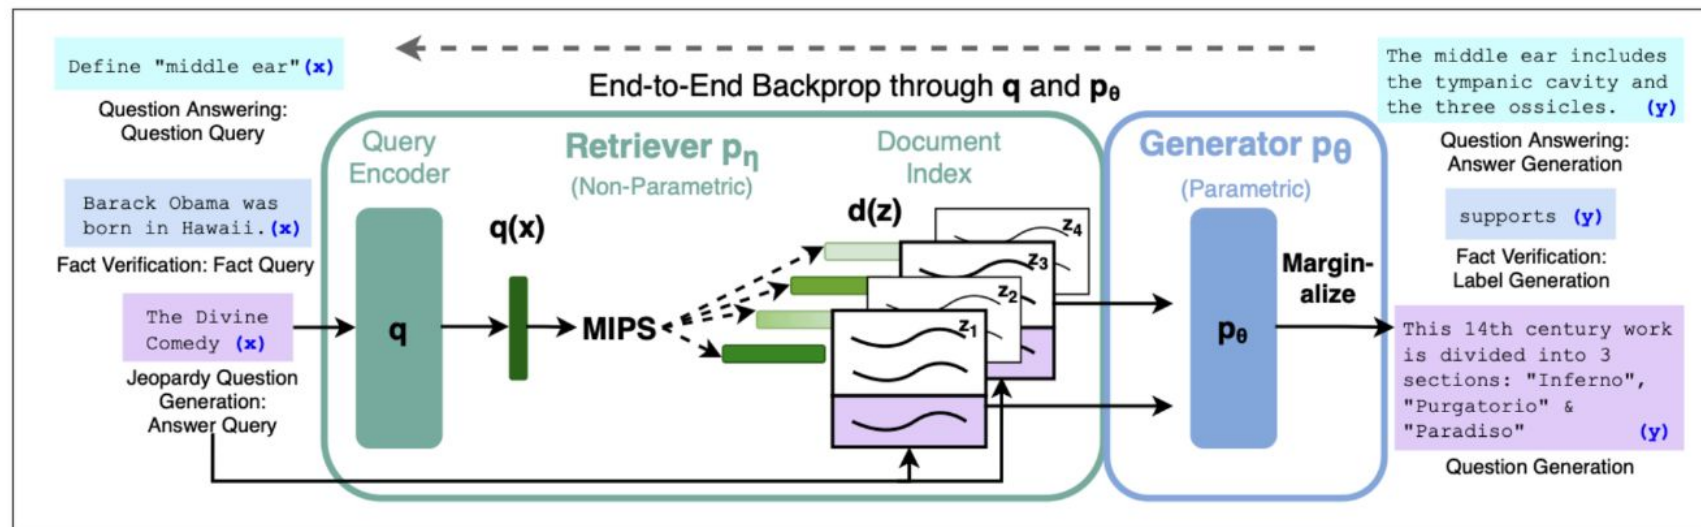 Define "middle ear"(x)
Question Answering:
Question Query
Barack Obama was
born in Hawaii.(x)
Fact Verification: Fact Query
The Divine
Comedy (x)
Jeopardy Question
Generation:
Answer Query
End-to-End Backprop through q and pθ
Query
Encoder
Retriever pη
(Non-Parametric)
Document
Index
q
q(x)
MIPS
d(z)
z4
z3
z2
z1
Generator pθ
(Parametric)
pθ
Margin-
alize
The middle ear includes
the tympanic cavity and
the three ossicles. (y)
Question Answering:
Answer Generation
supports (y)
Fact Verification:
Label Generation
This 14th century work
is divided into 3
sections: "Inferno",
"Purgatorio" &
"Paradiso" (y)
Question Generation